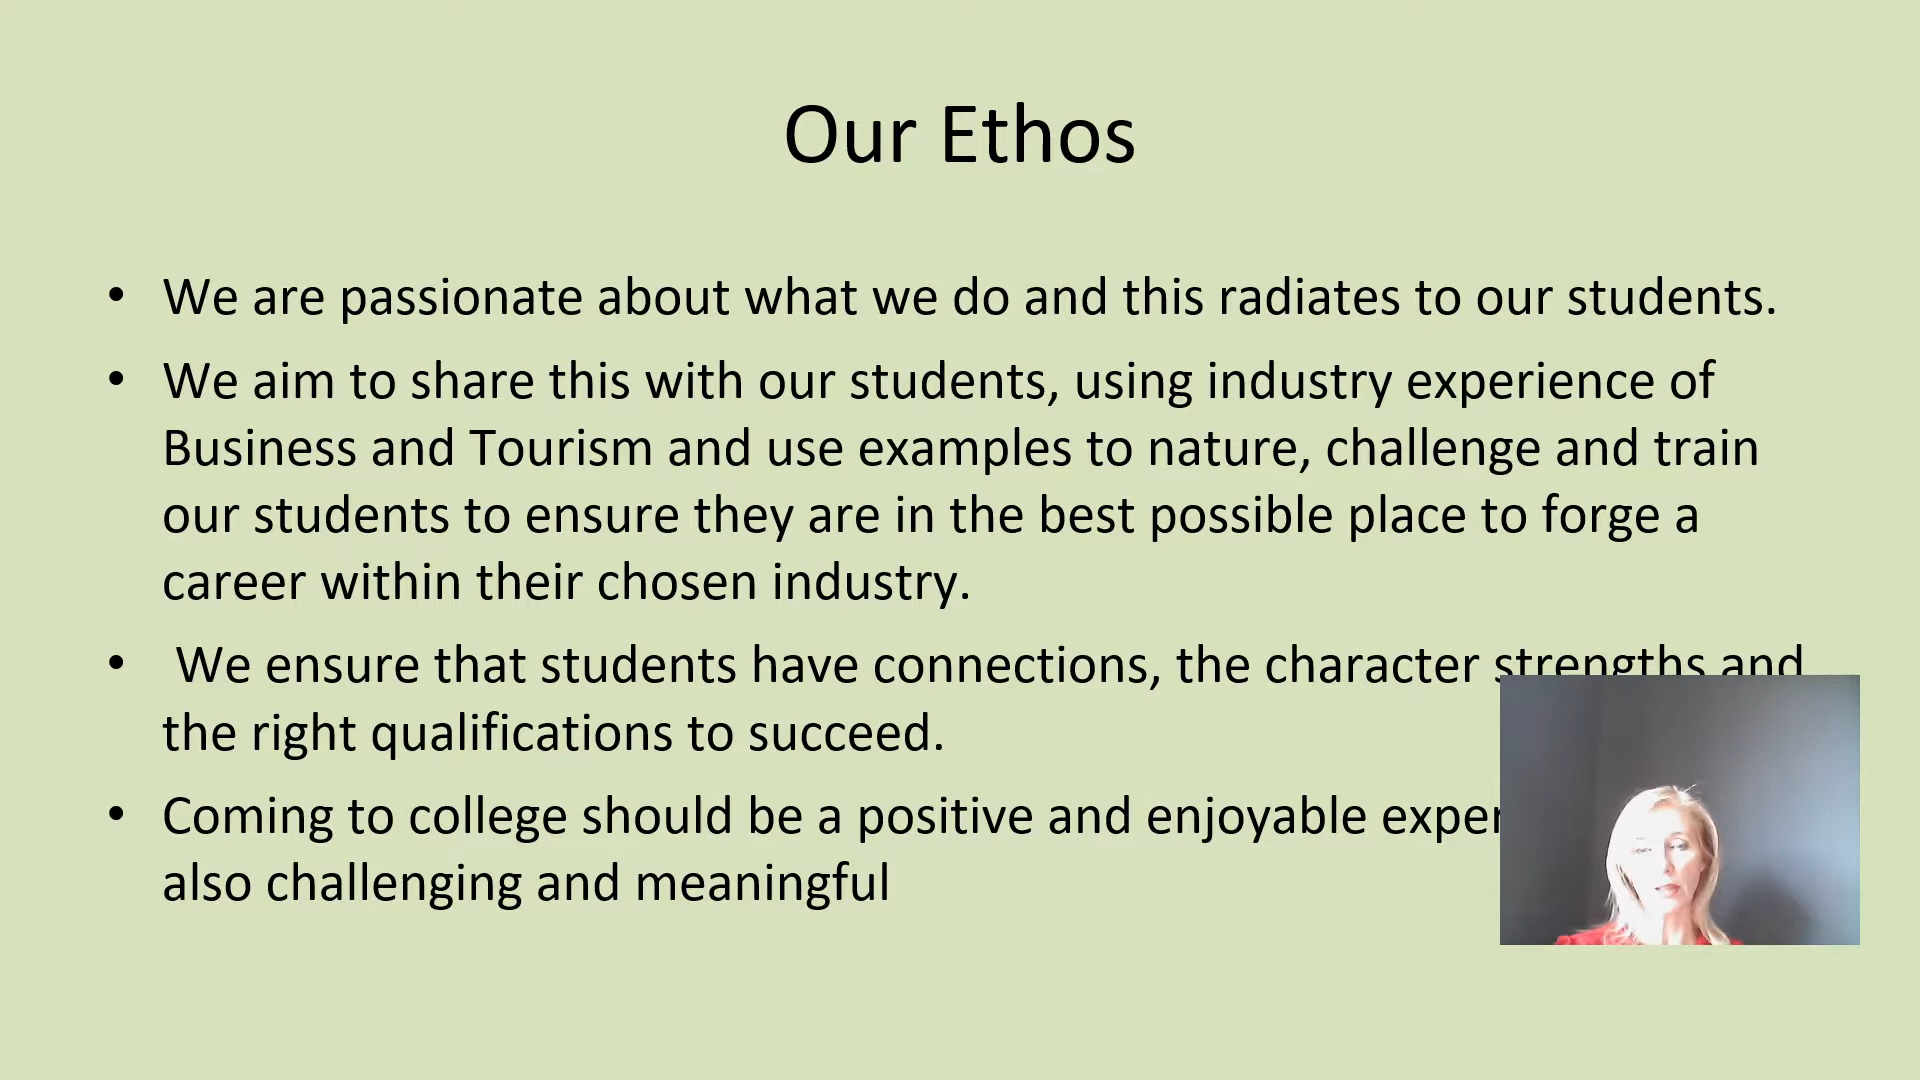 Our Ethos
• We are passionate about what we do and this radiates to our students.
• We aim to share this with our students, using industry experience of
Business and Tourism and use examples to nature, challenge and train
our students to ensure they are in the best possible place to forge a
career within their chosen industry.
• We ensure that students have connections, the character strengths and
the right qualifications to succeed.
• Coming to college should be a positive and enjoyable
also challenging and meaningful